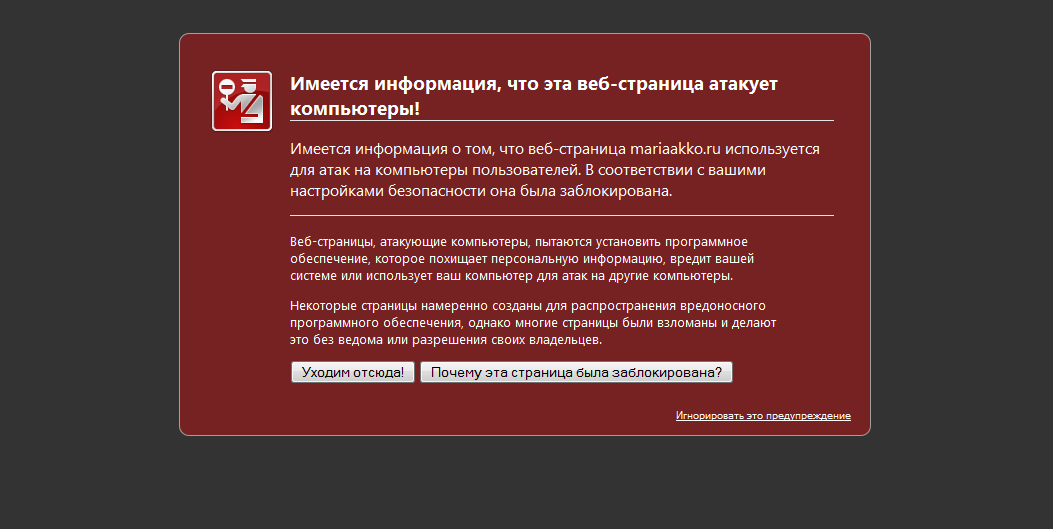 Имеется информация, что эта веб-страница атакует
компьютеры!
Имеется информация о том, что веб-страница mariaakko.ru используется
для атак на компьютеры пользователей. В соответствии с вашими
настройками безопасности она была заблокирована.
Веб-страницы, атакующие компьютеры, пытаются установить программное
обеспечение, которое похищает персональную информацию, вредит вашей
системе или использует ваш компьютер для атак на другие компьютеры.
Некоторые страницы намеренно созданы для распространения вредоносного
программного обеспечения, однако многие страницы были взломаны и делают
это без ведома или разрешения своих владельцев.
Уходим отсюда! Почему эта страница была заблокирована?
Игнорировать это предупреждение